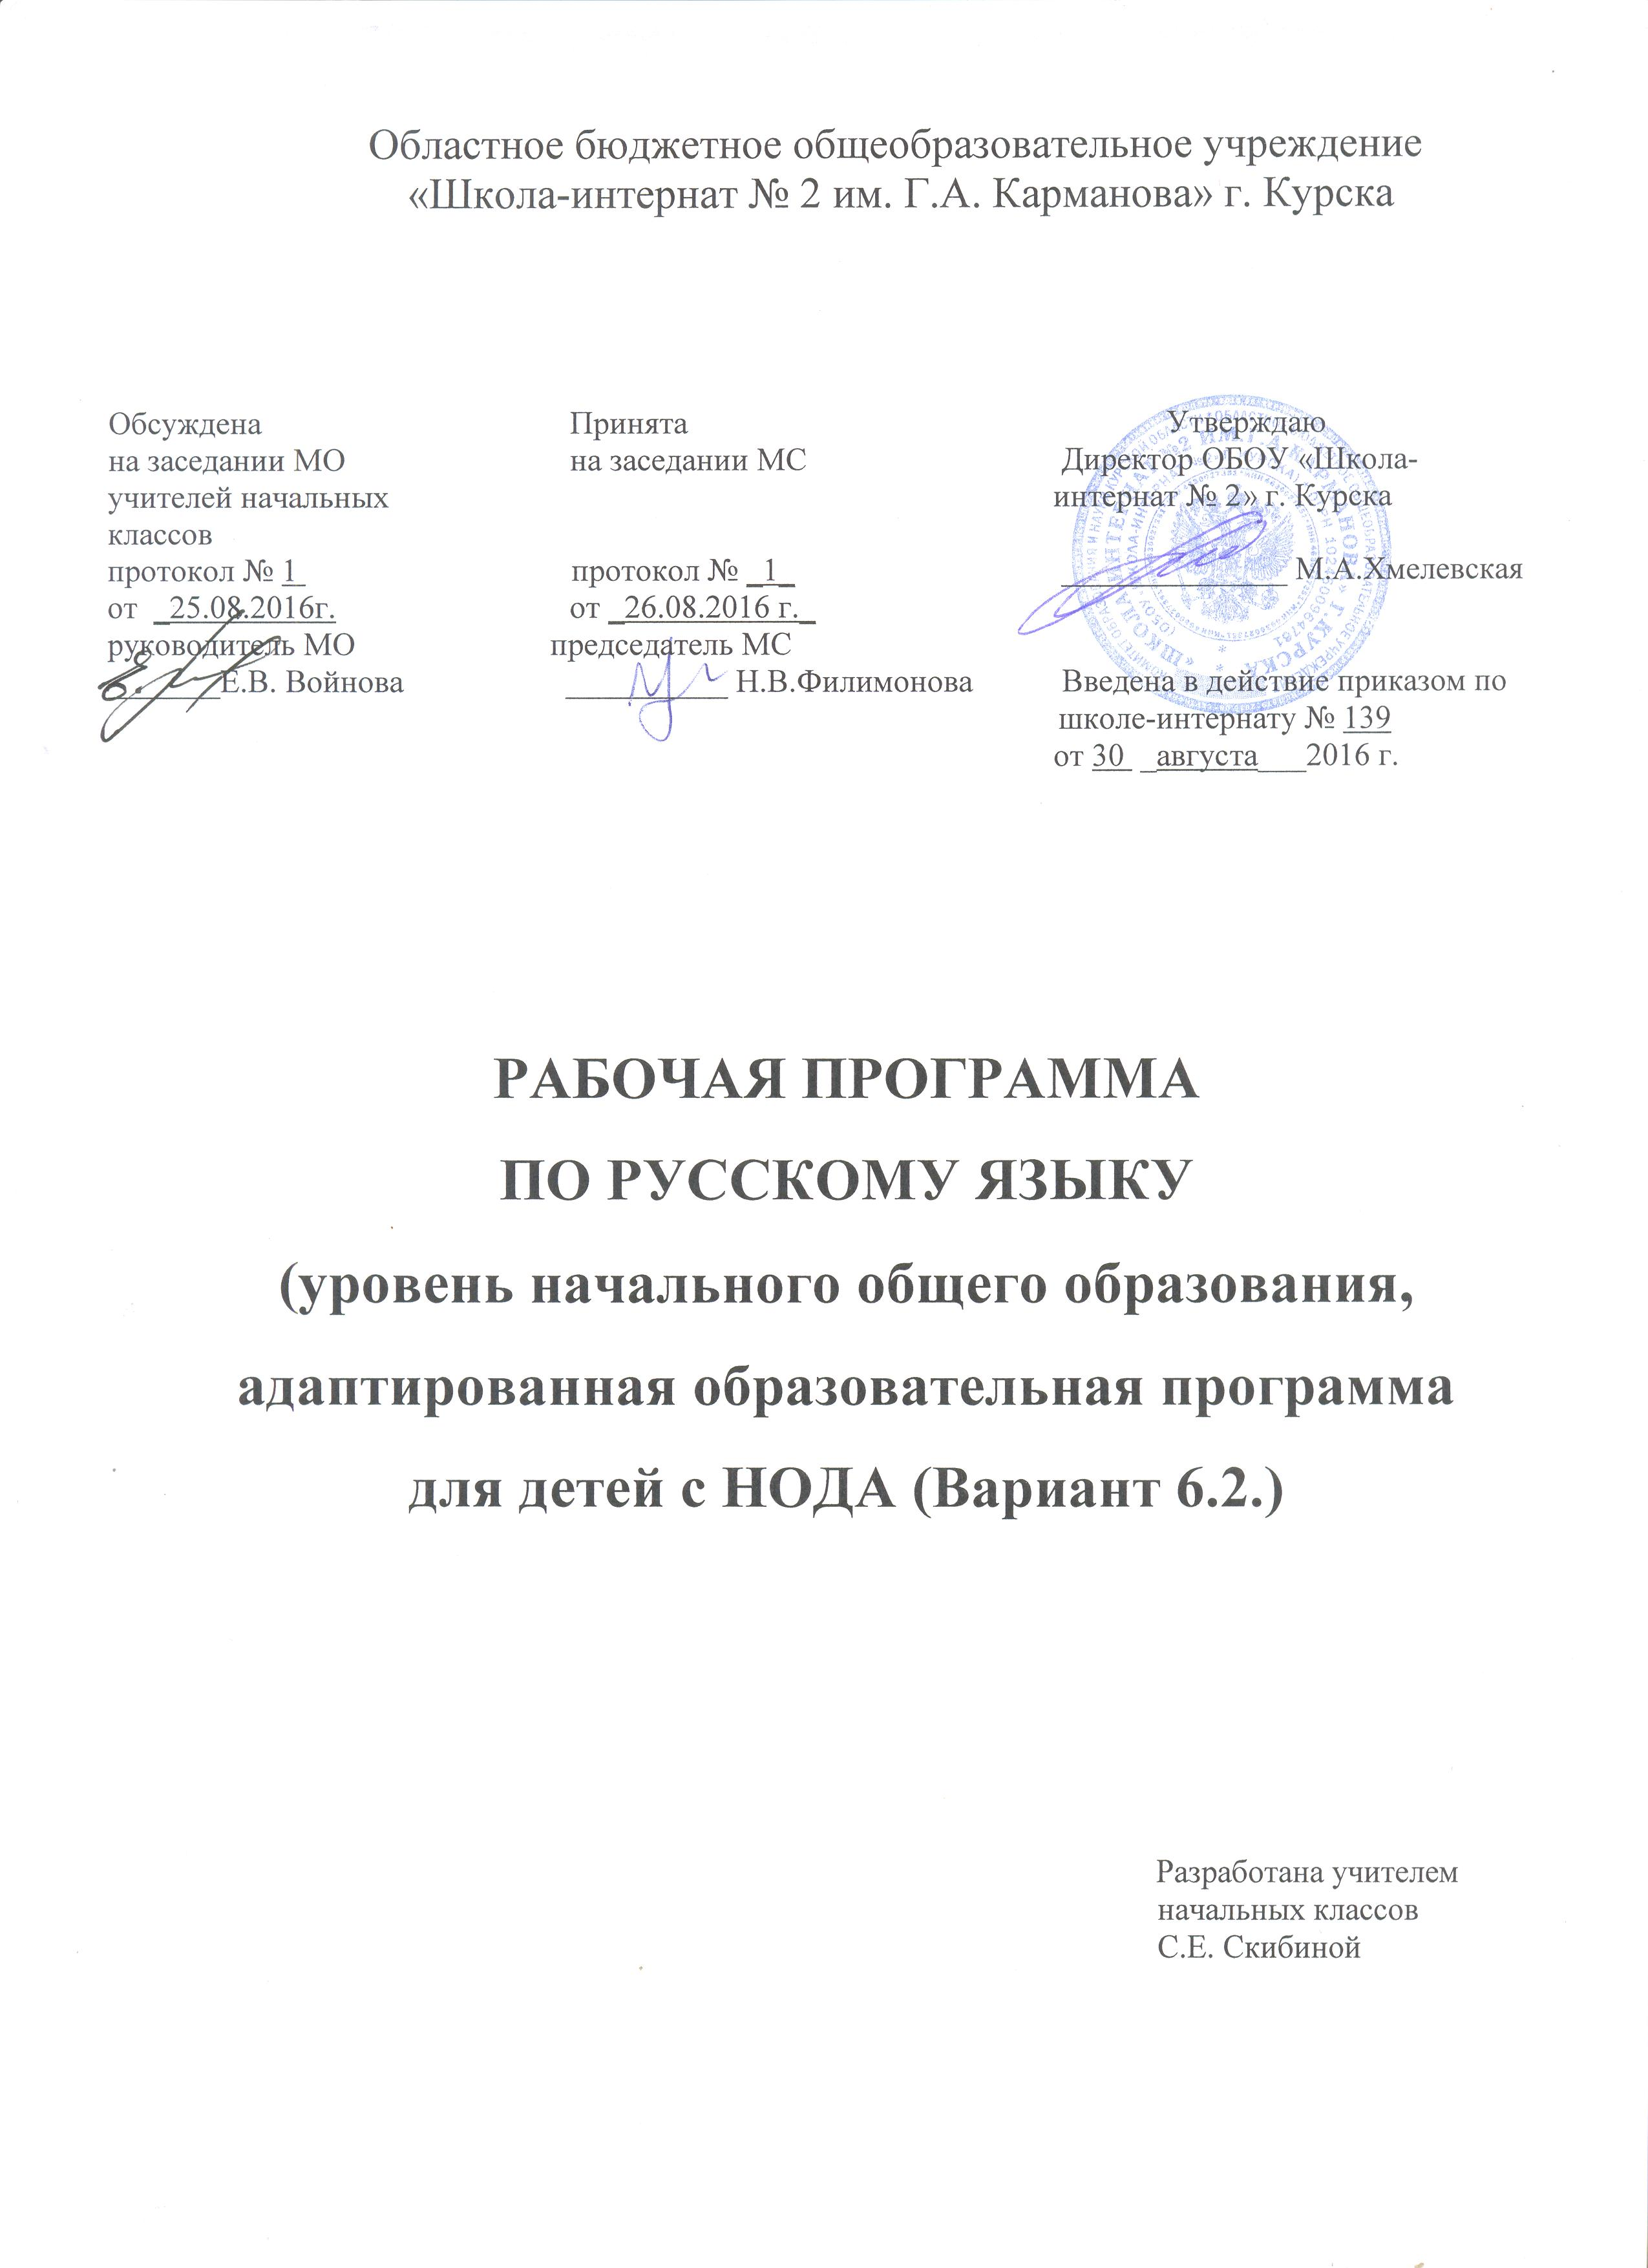 Областное бюджетное общеобразовательное учреждение
«Школа-интернат № 2 им. Г.А. Карманова» г. Курска
Обсуждена
на заседании МО
учителей начальных
классов
протокол № 1
от 25.08.2016г.
руководитель МО
Е.В. Войнова
Принята
на заседании МС
протокол № 1
от 26.08.2016 г.
председатель МС
Н.В.Филимонова
Утверждаю
Директор ОБОУ «Школа-
интернат № 2» г. Курска
М.А.Хмелевская
Введена в действие приказом по
школе-интернату № 139
от 30 августа 2016 г.
РАБОЧАЯ ПРОГРАММА
ПО РУССКОМУ ЯЗЫКУ
(уровень начального общего образования,
адаптированная образовательная программа
для детей с НОДА (Вариант 6.2.)
Разработана учителем
начальных классов
С.Е. Скибиной